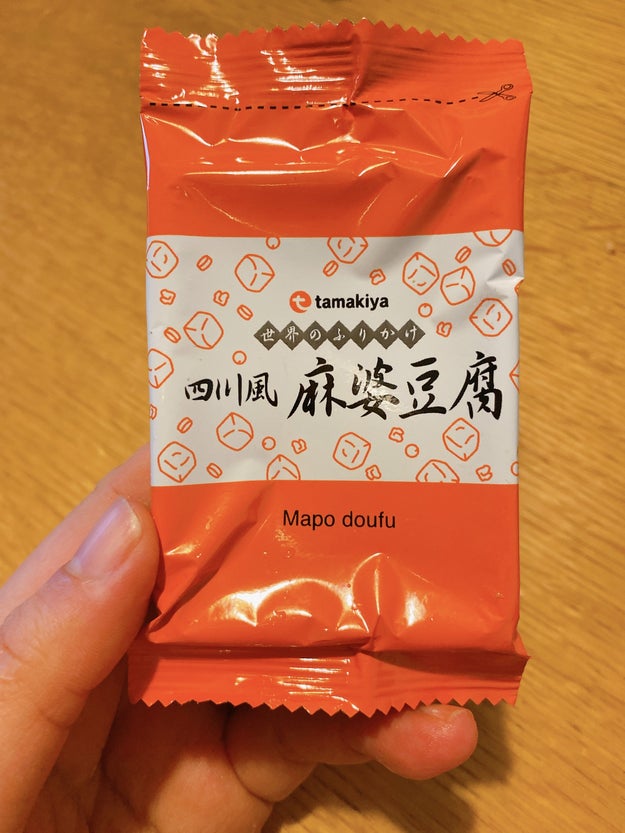 tamakiya
世界のふりかけ
四川風 麻婆豆腐
Mapo doufu